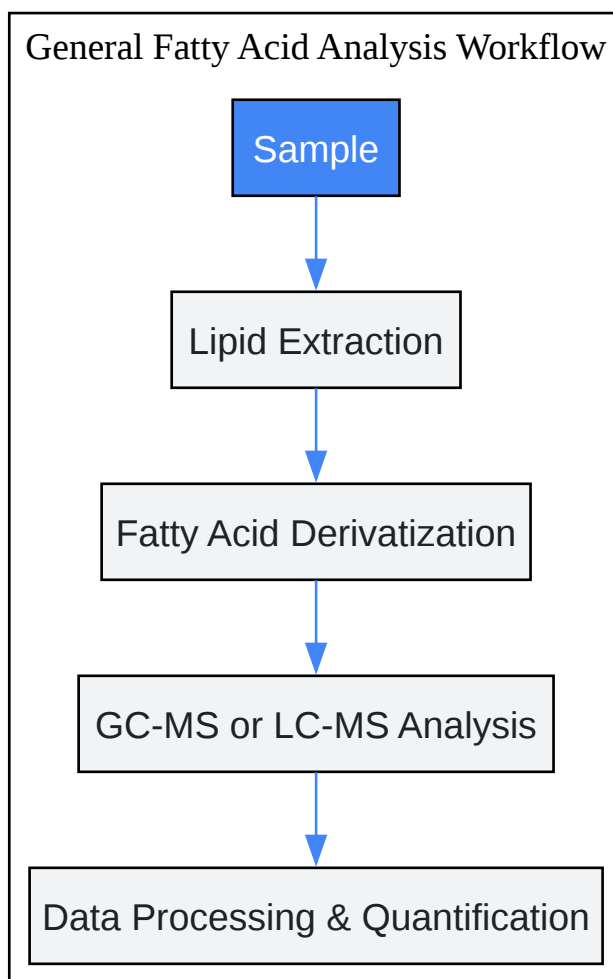 General Fatty Acid Analysis Workflow
Sample
Lipid Extraction
Fatty Acid Derivatization
GC-MS or LC-MS Analysis
Data Processing & Quantification